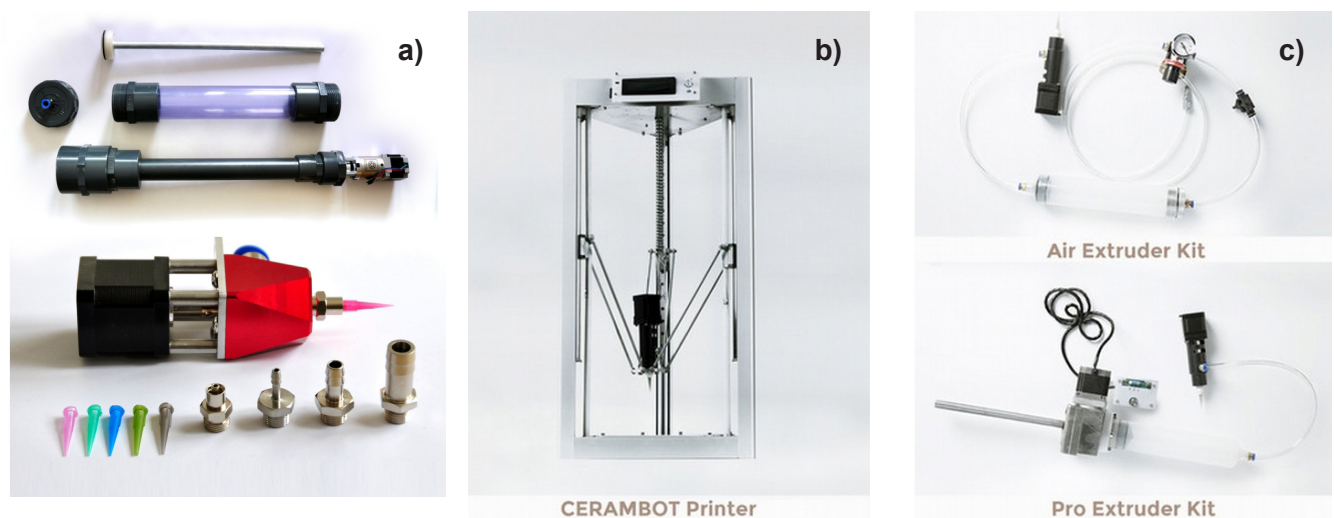 a)
b)
c)
CERAMBOT Printer
Air Extruder Kit
Pro Extruder Kit